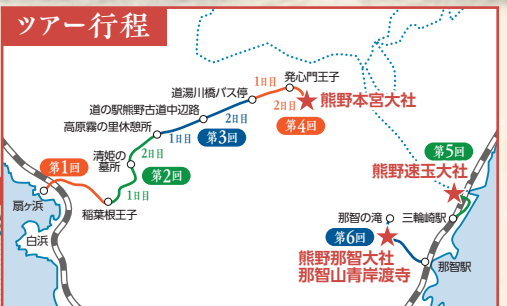 ツアー行程
1日目
発心門王子
道湯川橋バス停
2日目
熊野本宮大社
道の駅熊野古道中辺路
2日目
第4回
高原霧の里休憩所
1日目
第3回
第5回
清姫の
墓所
2日目
第1回
第2回
熊野速玉大社
1日目
扇ヶ浜
稲葉根王子
那智の滝
三輪崎駅
白浜
第6回
熊野那智大社
那智山青岸渡寺
那智駅